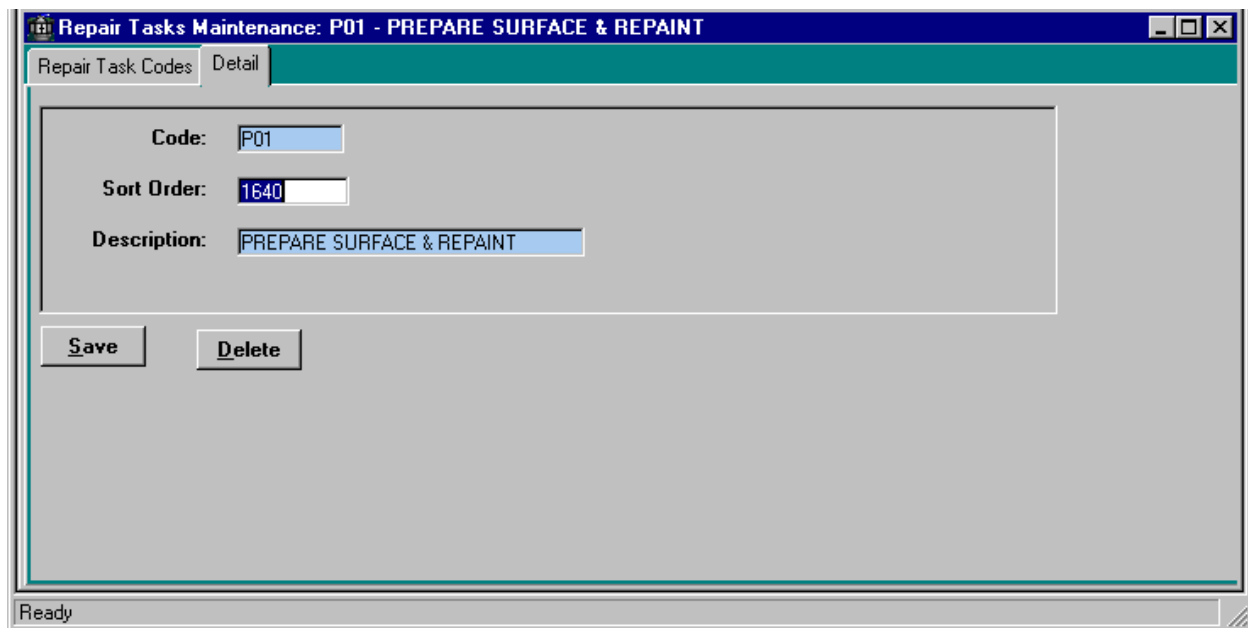 Repair Tasks Maintenance: P01 - PREPARE SURFACE & REPAINT
Repair Task Codes Detail
Code: P01
Sort Order: 1640
Description: PREPARE SURFACE & REPAINT
Save Delete
Ready